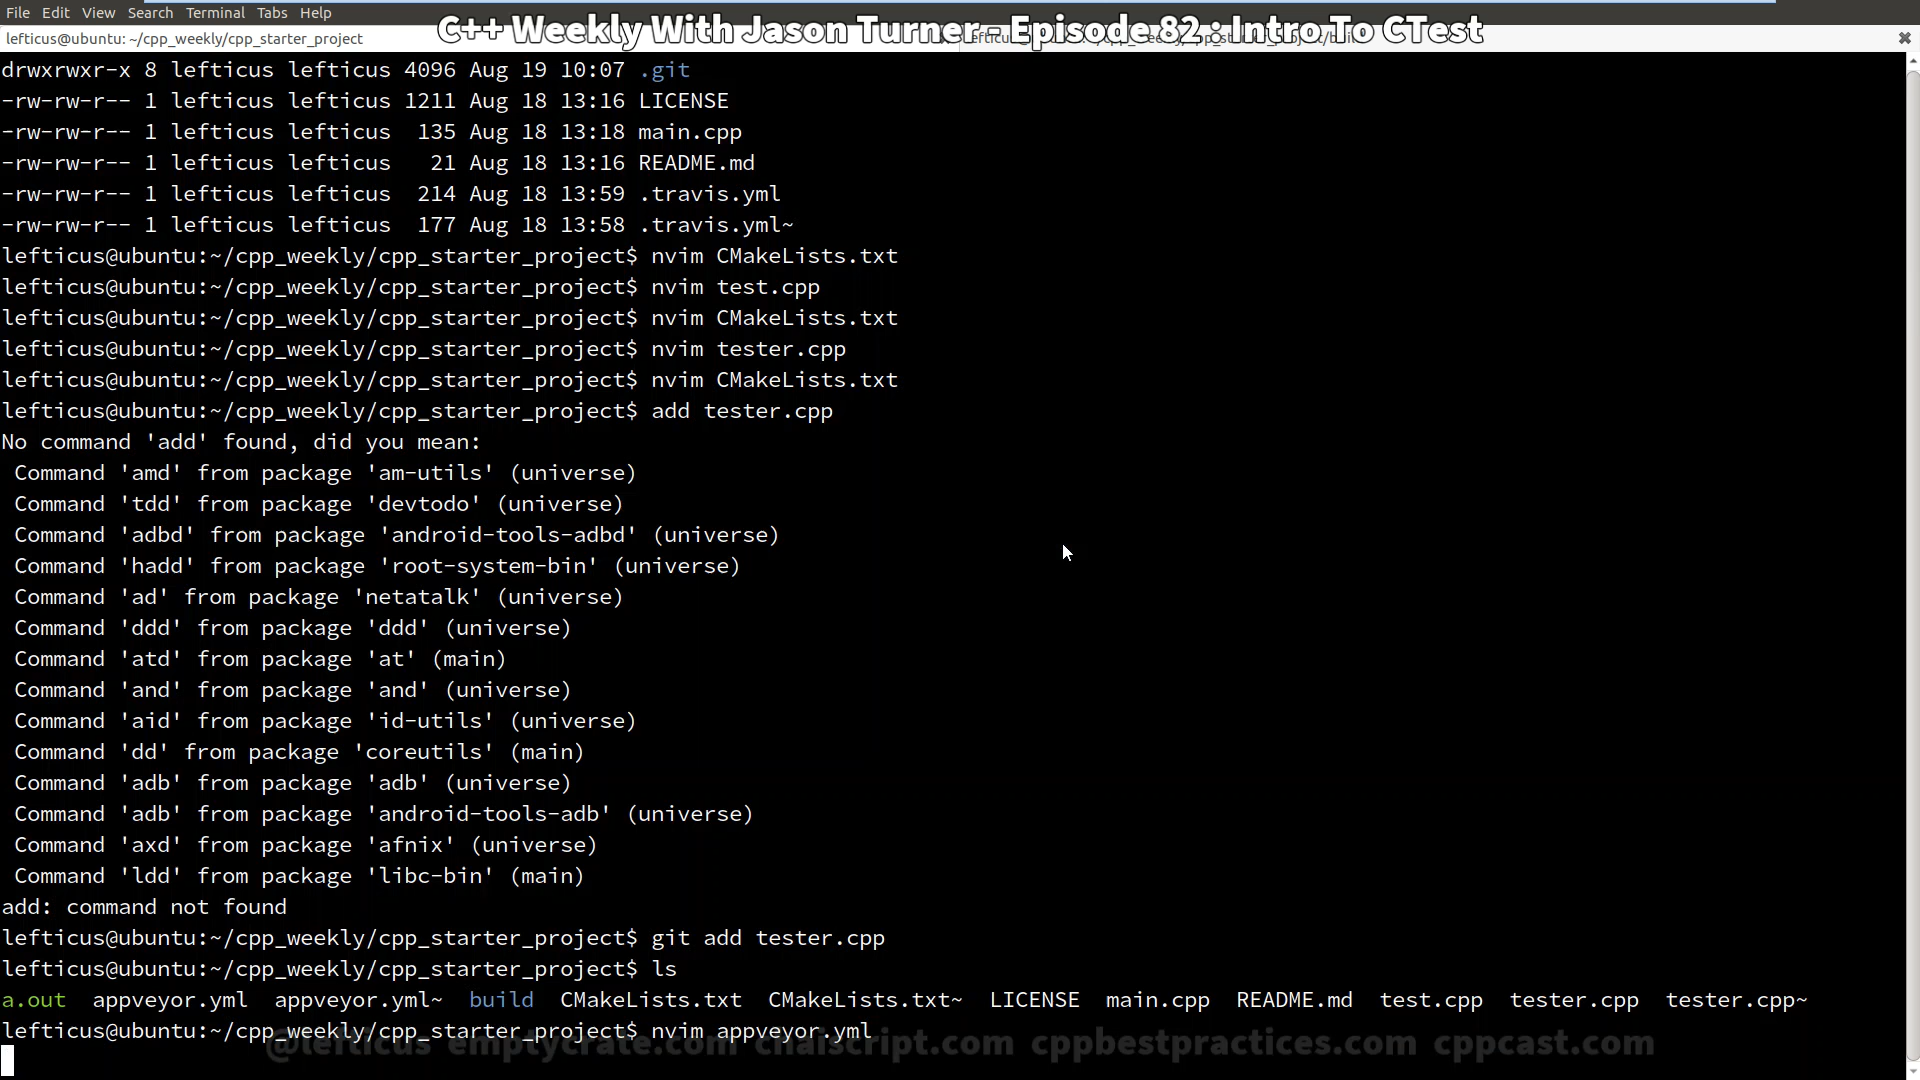 File Edit View Search Terminal Tabs Help
C++ Weekly With Jason Turner - Episode 82 : Intro To CTest
lefticus@ubuntu: ~/cpp_weekly/cpp_starter_project
drwxrwxr-x 8 lefticus lefticus 4096 Aug 19 10:07 .git
-rw-rw-r-- 1 lefticus lefticus 1211 Aug 18 13:16 LICENSE
-rw-rw-r-- 1 lefticus lefticus  135 Aug 18 13:18 main.cpp
-rw-rw-r-- 1 lefticus lefticus   21 Aug 18 13:16 README.md
-rw-rw-r-- 1 lefticus lefticus  214 Aug 18 13:59 .travis.yml
-rw-rw-r-- 1 lefticus lefticus  177 Aug 18 13:58 .travis.yml~
lefticus@ubuntu:~/cpp_weekly/cpp_starter_project$ nvim CMakeLists.txt
lefticus@ubuntu:~/cpp_weekly/cpp_starter_project$ nvim test.cpp
lefticus@ubuntu:~/cpp_weekly/cpp_starter_project$ nvim CMakeLists.txt
lefticus@ubuntu:~/cpp_weekly/cpp_starter_project$ nvim tester.cpp
lefticus@ubuntu:~/cpp_weekly/cpp_starter_project$ nvim CMakeLists.txt
lefticus@ubuntu:~/cpp_weekly/cpp_starter_project$ add tester.cpp
No command 'add' found, did you mean:
 Command 'amd' from package 'am-utils' (universe)
 Command 'tdd' from package 'devtodo' (universe)
 Command 'adbd' from package 'android-tools-adbd' (universe)
 Command 'hadd' from package 'root-system-bin' (universe)
 Command 'ad' from package 'netatalk' (universe)
 Command 'ddd' from package 'ddd' (universe)
 Command 'atd' from package 'at' (main)
 Command 'and' from package 'and' (universe)
 Command 'aid' from package 'id-utils' (universe)
 Command 'dd' from package 'coreutils' (main)
 Command 'adb' from package 'adb' (universe)
 Command 'adb' from package 'android-tools-adb' (universe)
 Command 'axd' from package 'afnix' (universe)
 Command 'ldd' from package 'libc-bin' (main)
add: command not found
lefticus@ubuntu:~/cpp_weekly/cpp_starter_project$ git add tester.cpp
lefticus@ubuntu:~/cpp_weekly/cpp_starter_project$ ls
a.out  appveyor.yml  appveyor.yml~  build  CMakeLists.txt  CMakeLists.txt~  LICENSE  main.cpp  README.md  test.cpp  tester.cpp  tester.cpp~
lefticus@ubuntu:~/cpp_weekly/cpp_starter_project$ nvim appveyor.yml
@lefticus emptycrate.com chaiscript.com cppbestpractices.com cppcast.com